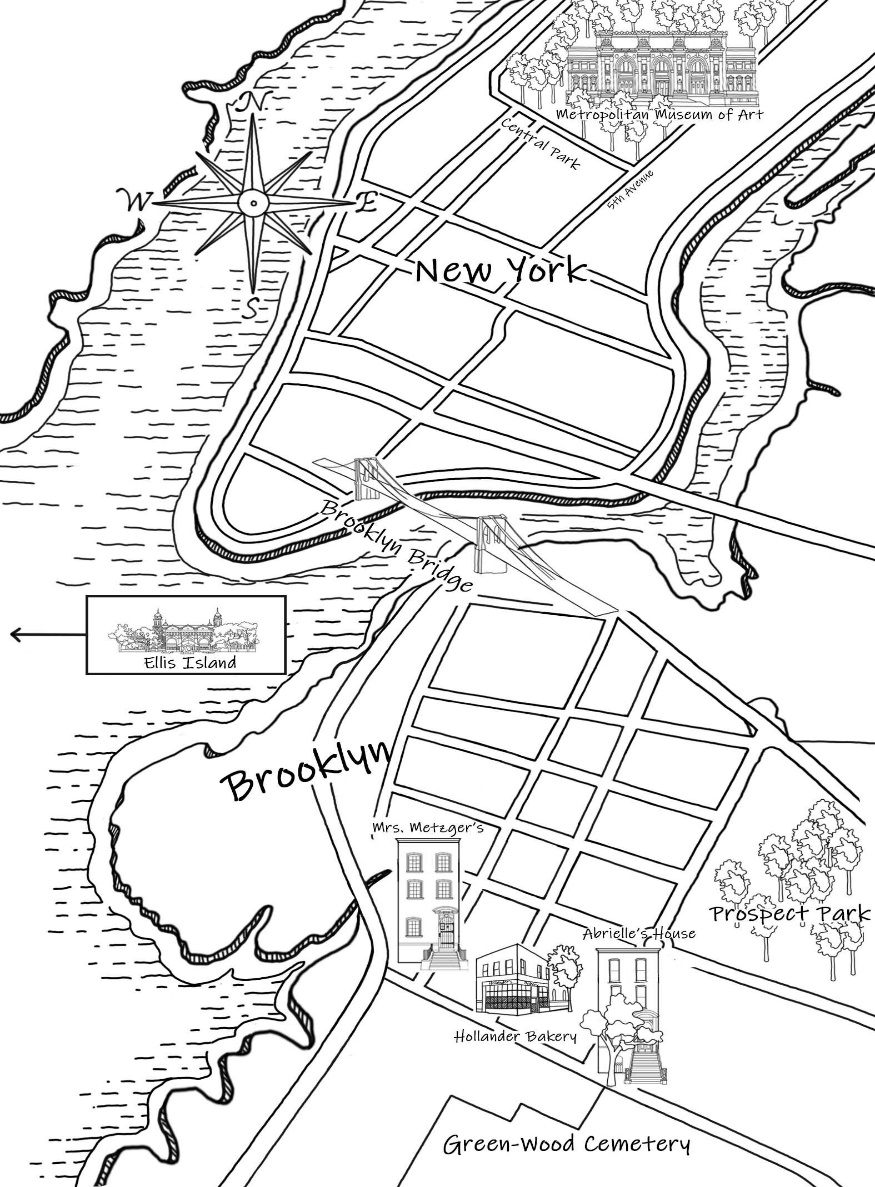 Metropolitan Museum of Art
Central Park
5th Avenue
N
W
E
S
New York
Brooklyn Bridge
Ellis Island
Brooklyn
Mrs. Metzger's
Prospect Park
Abrielle's House
Hollander Bakery
Green-Wood Cemetery